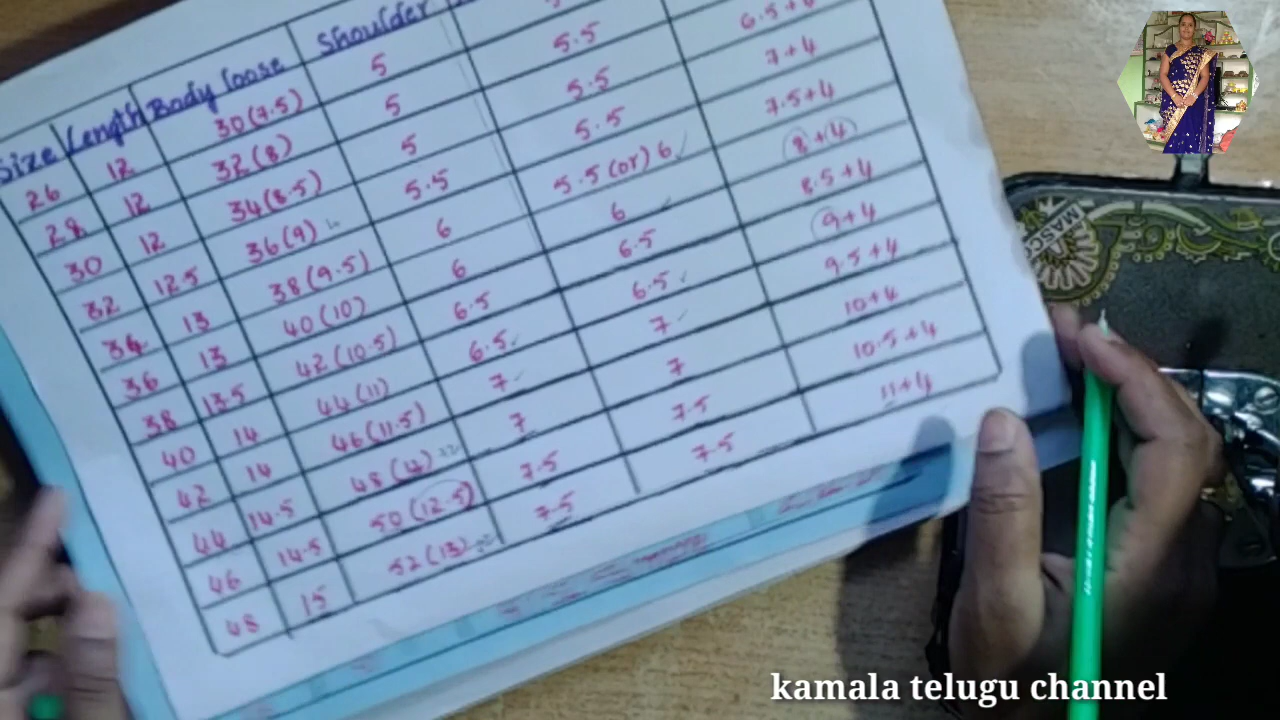 Size Length Body loose Shoulder
26 12 30(7.5) 5
28 12 32(8) 5 5.5
30 12 34(8.5) 5 5.5 6.5+4
32 12.5 36(9) 5.5 5.5 7+4
34 13 38(9.5) 6 5.5(or)6 7.5+4
36 13 40(10) 6 6 8+4
38 13.5 42(10.5) 6.5 6.5 8.5+4
40 14 44(11) 6.5 6.5 9+4
42 14 46(11.5) 7 7 9.5+4
44 14.5 48(12) 7 7 10+4
46 14.5 50(12.5) 7.5 7.5 10.5+4
48 15 52(13) 7.5 7.5 11+4
kamala telugu channel